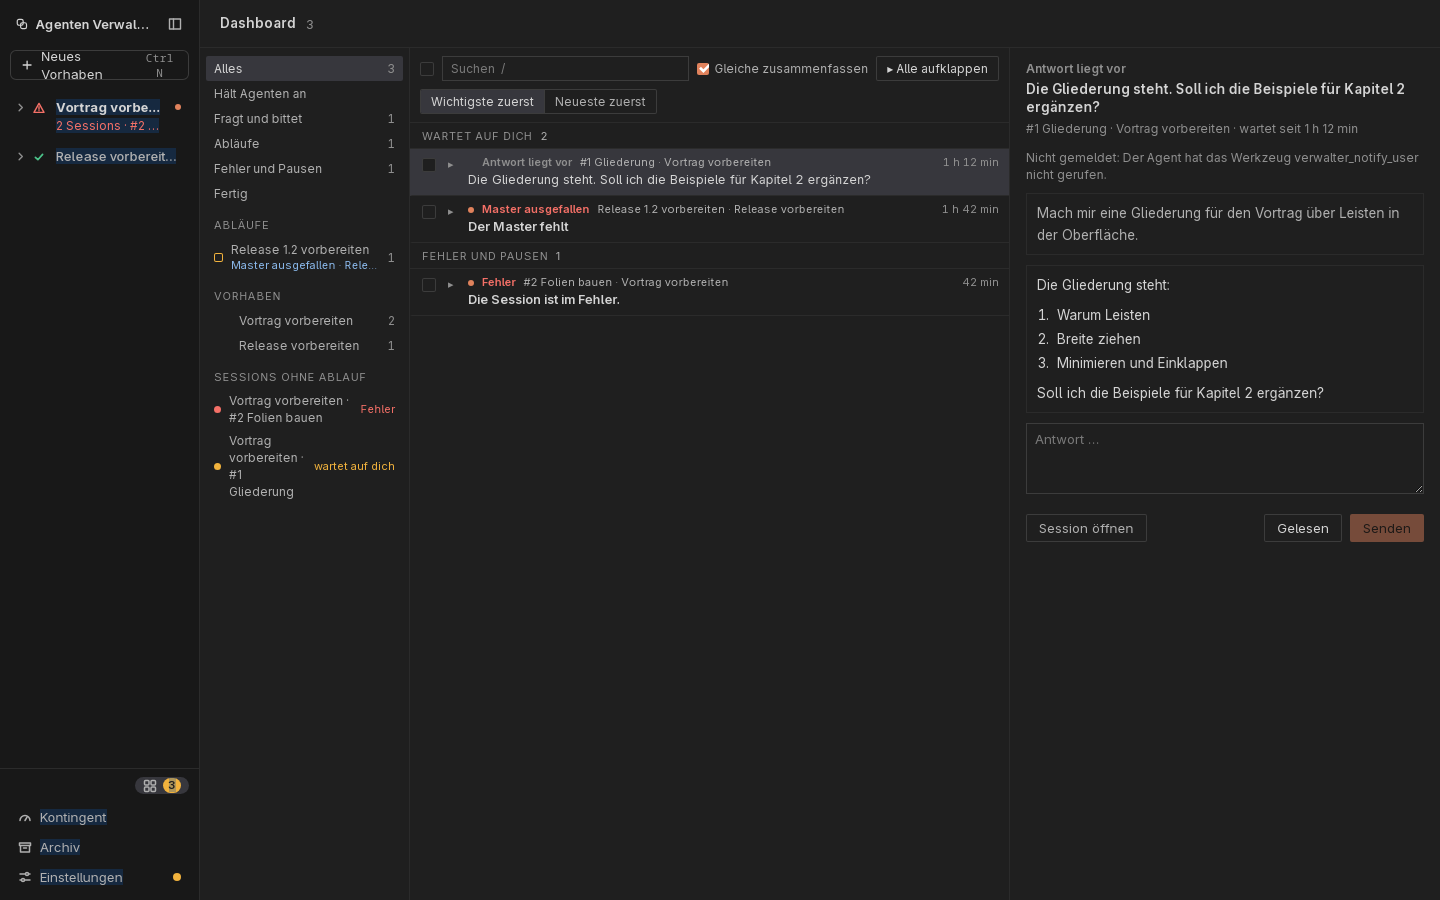 Agenten Verwal…
Neues Vorhaben
Ctrl N
Vortrag vorbe…
2 Sessions · #2 …
Release vorbereit…
3
Kontingent
Archiv
Einstellungen
Dashboard 3
Alles 3
Hält Agenten an
Fragt und bittet 1
Abläufe 1
Fehler und Pausen 1
Fertig
ABLÄUFE
Release 1.2 vorbereiten
Master ausgefallen · Rele…
1
VORHABEN
Vortrag vorbereiten 2
Release vorbereiten 1
SESSIONS OHNE ABLAUF
Vortrag vorbereiten ·
#2 Folien bauen
Fehler
Vortrag
vorbereiten ·
#1
Gliederung
wartet auf dich
Suchen /
Gleiche zusammenfassen
▸ Alle aufklappen
Wichtigste zuerst
Neueste zuerst
WARTET AUF DICH 2
Antwort liegt vor #1 Gliederung · Vortrag vorbereiten 1 h 12 min
Die Gliederung steht. Soll ich die Beispiele für Kapitel 2 ergänzen?
Master ausgefallen Release 1.2 vorbereiten · Release vorbereiten 1 h 42 min
Der Master fehlt
FEHLER UND PAUSEN 1
Fehler #2 Folien bauen · Vortrag vorbereiten 42 min
Die Session ist im Fehler.
Antwort liegt vor
Die Gliederung steht. Soll ich die Beispiele für Kapitel 2
ergänzen?
#1 Gliederung · Vortrag vorbereiten · wartet seit 1 h 12 min
Nicht gemeldet: Der Agent hat das Werkzeug verwalter_notify_user
nicht gerufen.
Mach mir eine Gliederung für den Vortrag über Leisten in
der Oberfläche.
Die Gliederung steht:
1. Warum Leisten
2. Breite ziehen
3. Minimieren und Einklappen
Soll ich die Beispiele für Kapitel 2 ergänzen?
Antwort …
Session öffnen
Gelesen
Senden